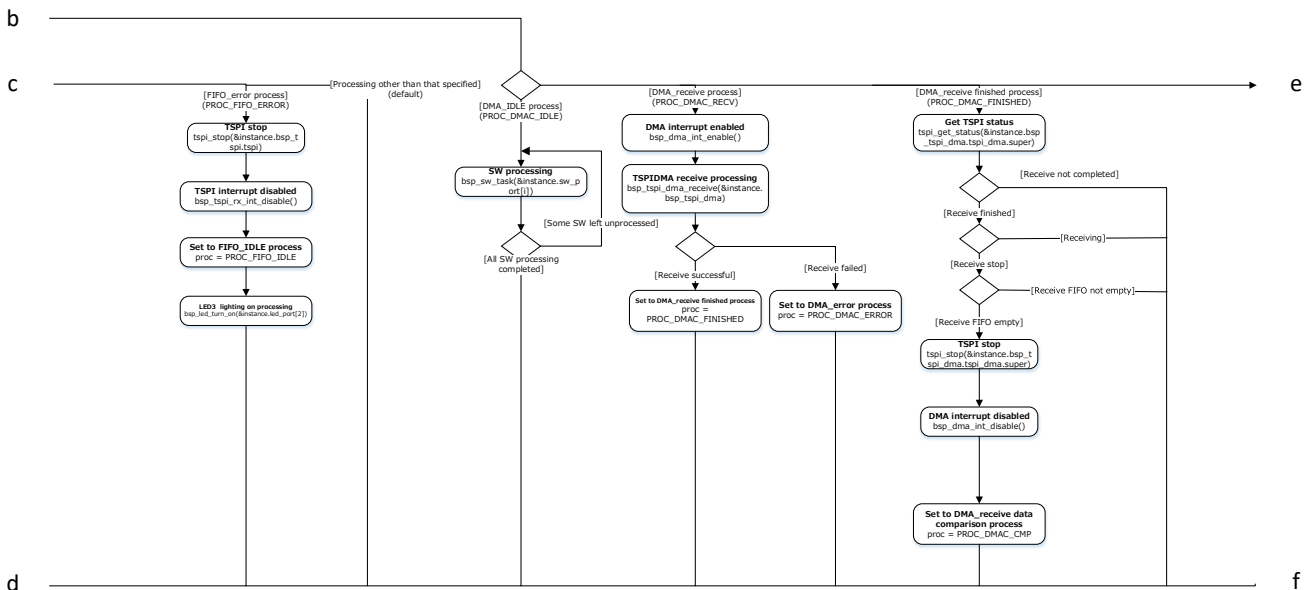 b
c
e
[Processing other than that specified]
(default)
[FIFO_error process]
(PROC_FIFO_ERROR)
TSPI stop
tspi_stop(&instance.bsp_t
spi.tspi)
TSPI interrupt disabled
bsp_tspi_rx_int_disable()
Set to FIFO_IDLE process
proc = PROC_FIFO_IDLE
LED3 lighting on processing
bsp_led_turn_on(&instance.led_port[2])
[DMA_IDLE process]
(PROC_DMAC_IDLE)
SW processing
bsp_sw_task(&instance.sw_p
ort[i])
[Some SW left unprocessed]
[All SW processing
completed]
[DMA_receive process]
(PROC_DMAC_RECV)
DMA interrupt enabled
bsp_dma_int_enable()
TSPIDMA receive processing
bsp_tspi_dma_receive(&instance.
bsp_tspi_dma)
[Receive successful]
[Receive failed]
Set to DMA_receive finished process
proc =
PROC_DMAC_FINISHED
Set to DMA_error process
proc = PROC_DMAC_ERROR
[DMA_receive finished process]
(PROC_DMAC_FINISHED)
Get TSPI status
tspi_get_status(&instance.bsp
_tspi_dma.tspi_dma.super)
[Receive not completed]
[Receive finished]
[Receiving]
[Receive stop]
[Receive FIFO not empty]
[Receive FIFO empty]
TSPI stop
tspi_stop(&instance.bsp_t
spi_dma.tspi_dma.super)
DMA interrupt disabled
bsp_dma_int_disable()
Set to DMA_receive data
comparison process
proc = PROC_DMAC_CMP
d
f